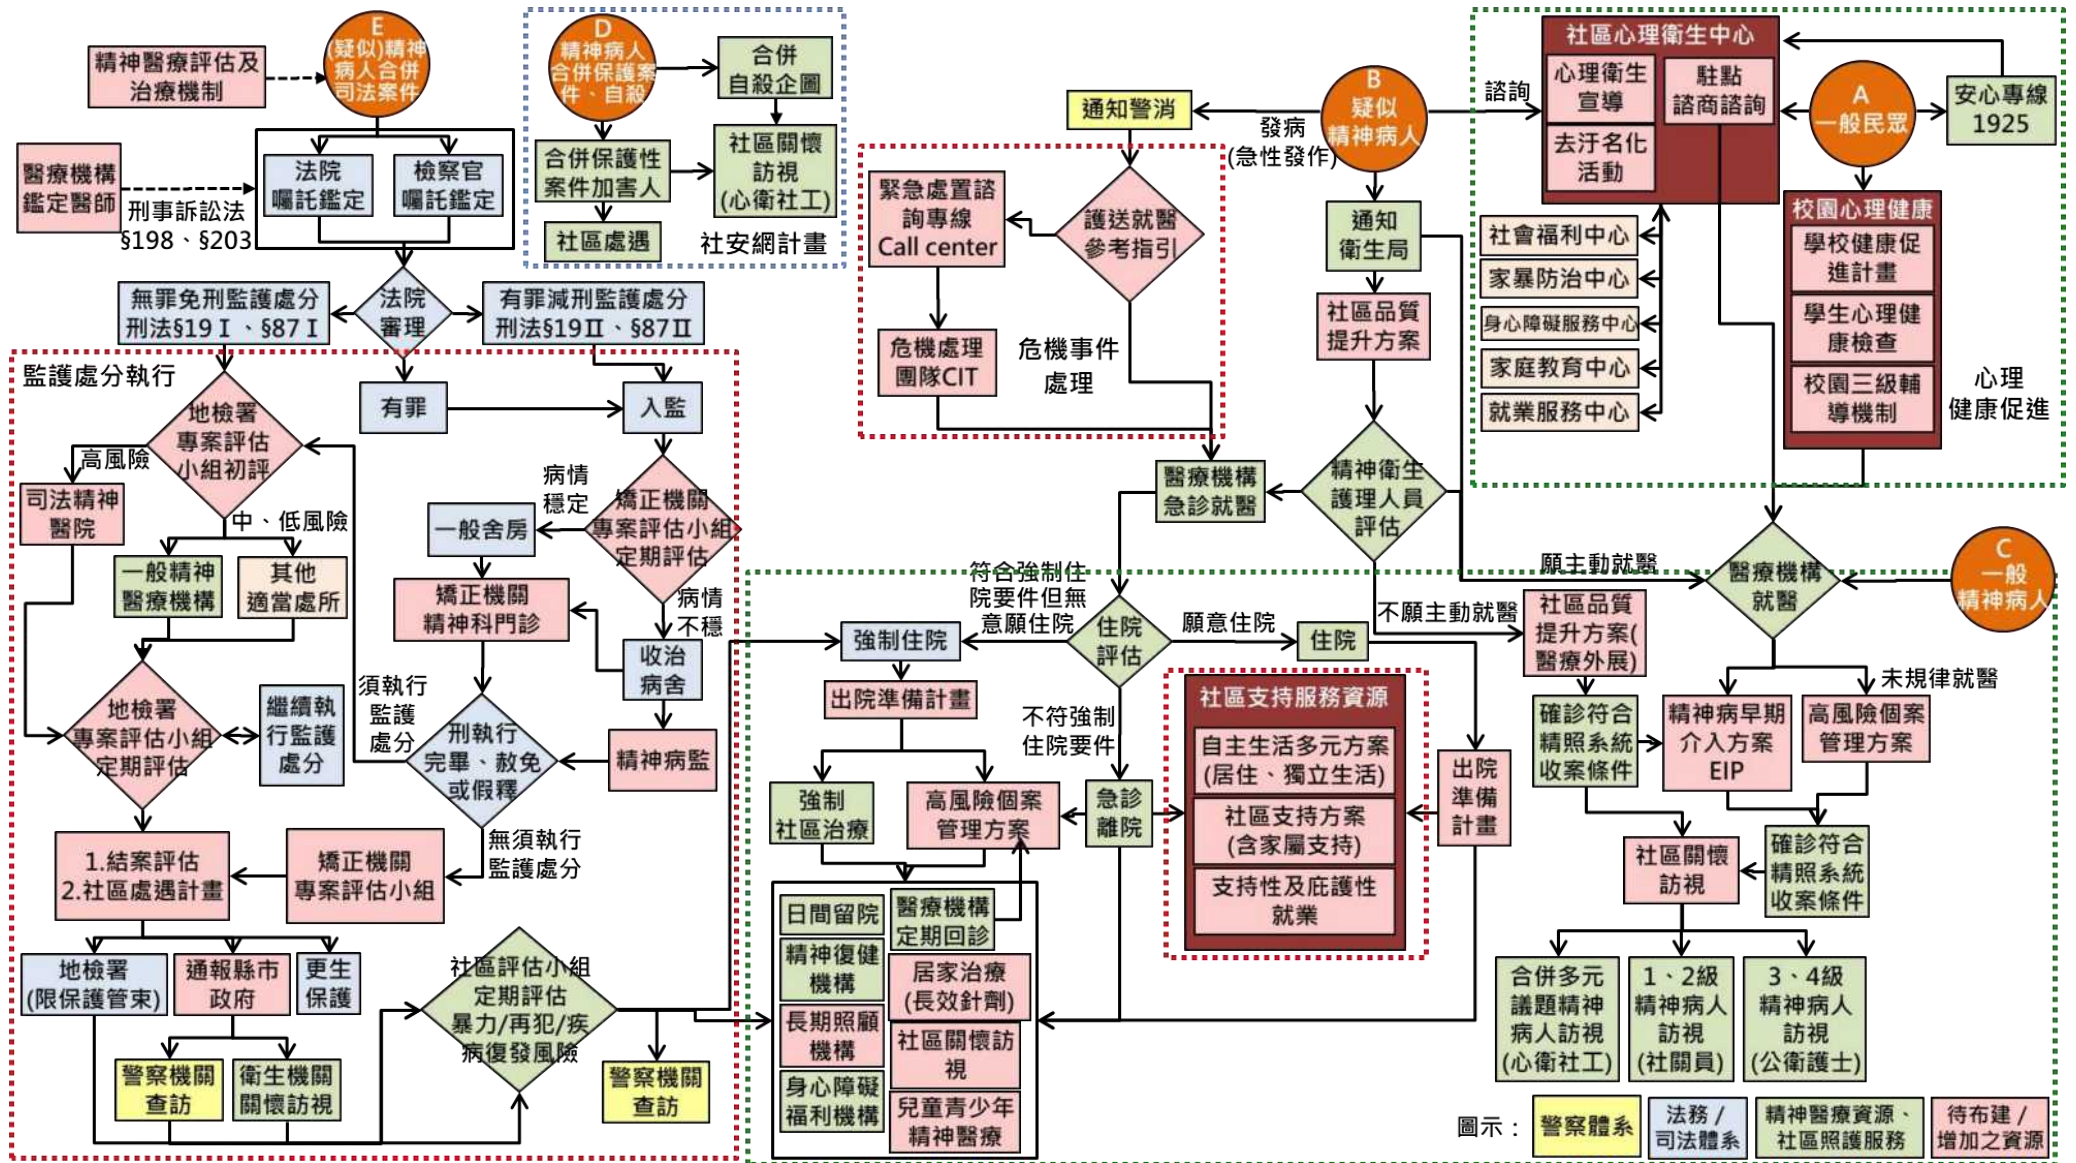 E
(疑似)精神
病人合併
司法案件
精神醫療評估及
治療機制
醫療機構
鑑定醫師
刑事訴訟法
§198、§203
法院
囑託鑑定
檢察官
囑託鑑定
法院
審理
無罪免刑監護處分
刑法§19Ⅰ、§87Ⅰ
有罪減刑監護處分
刑法§19Ⅱ、§87Ⅱ
D
精神病人
合併保護案
件、自殺
合併
自殺企圖
合併保護性
案件加害人
社區關懷
訪視
(心衛社工)
社區處遇
社安網計畫
監護處分執行
地檢署
專案評估
小組初評
高風險
司法精神
醫院
中、低風險
一般精神
醫療機構
其他
適當處所
地檢署
專案評估小組
定期評估
繼續執
行監護
處分
有罪
入監
病情
穩定
矯正機關
專案評估小組
定期評估
一般舍房
矯正機關
精神科門診
病情
不穩
收治
病舍
須執行
監護
處分
刑執行
完畢、赦免
或假釋
精神病監
無須執行
監護處分
1.結案評估
2.社區處遇計畫
矯正機關
專案評估小組
地檢署
(限保護管束)
通報縣市
政府
更生
保護
警察機關
查訪
衛生機關
關懷訪視
社區評估小組
定期評估
暴力/再犯/疾
病復發風險
警察機關
查訪
通知警消
B
疑似
精神病人
發病
(急性發作)
諮詢
緊急處置諮
詢專線
Call center
護送就醫
參考指引
危機處理
團隊CIT
危機事件
處理
通知
衛生局
社區品質
提升方案
醫療機構
急診就醫
精神衛生
護理人員
評估
社區心理衛生中心
心理衛生
宣導
駐點
諮商諮詢
去汙名化
活動
A
一般民眾
安心專線
1925
社會福利中心
家暴防治中心
身心障礙服務中心
家庭教育中心
就業服務中心
校園心理健康
學校健康促
進計畫
學生心理健
康檢查
校園三級輔
導機制
心理
健康促進
願主動就醫
醫療機構
就醫
C
一般
精神病人
符合強制住
院要件但無
意願住院
強制住院
住院
評估
願意住院
住院
不願主動就醫
社區品質
提升方案(
醫療外展)
出院準備計畫
不符強制
住院要件
強制
社區治療
高風險個案
管理方案
急診
離院
社區支持服務資源
自主生活多元方案
(居住、獨立生活)
社區支持方案
(含家屬支持)
支持性及庇護性
就業
出院
準備
計畫
確診符合
精照系統
收案條件
精神病早期
介入方案
EIP
未規律就醫
高風險個案
管理方案
社區關懷
訪視
確診符合
精照系統
收案條件
合併多元
議題精神
病人訪視
(心衛社工)
1、2級
精神病人
訪視
(社關員)
3、4級
精神病人
訪視
(公衛護士)
日間留院
醫療機構
定期回診
精神復健
機構
居家治療
(長效針劑)
長期照顧
機構
社區關懷訪
視
身心障礙
福利機構
兒童青少年
精神醫療
圖示：
警察體系
法務 /
司法體系
精神醫療資源、
社區照護服務
待布建 /
增加之資源